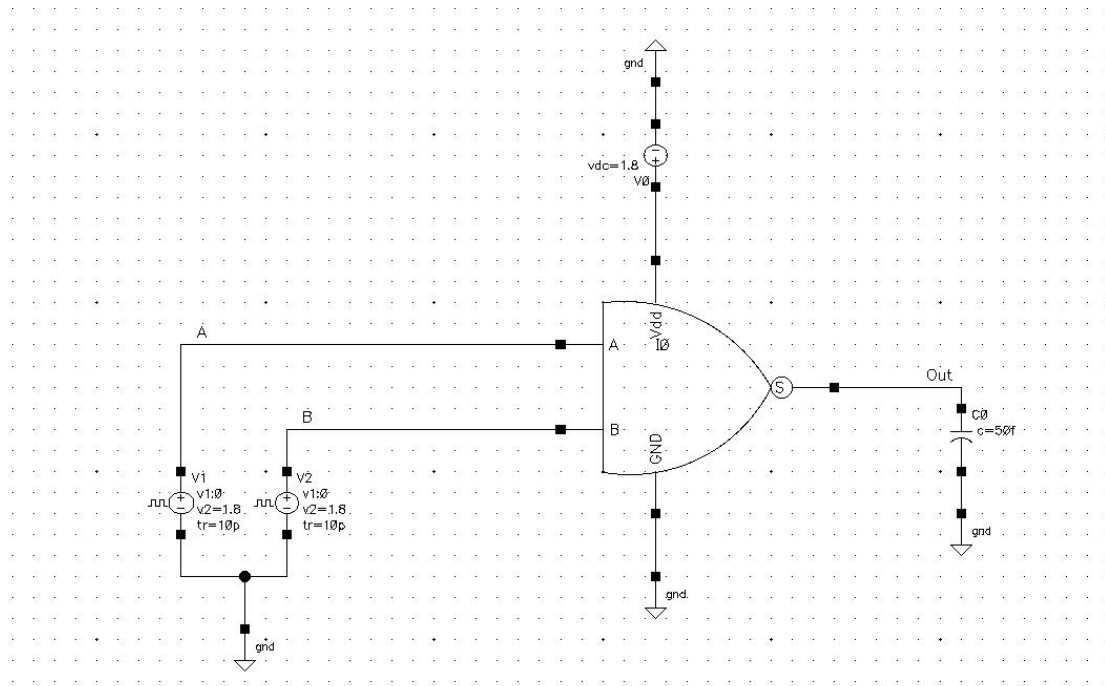 gnd
vdc=1.8
V0
Vdd
I0
A
A
B
B
GND
S
Out
C0
c=50f
gnd
V1
v1:0
v2=1.8
tr=10p
V2
v1:0
v2=1.8
tr=10p
gnd
gnd